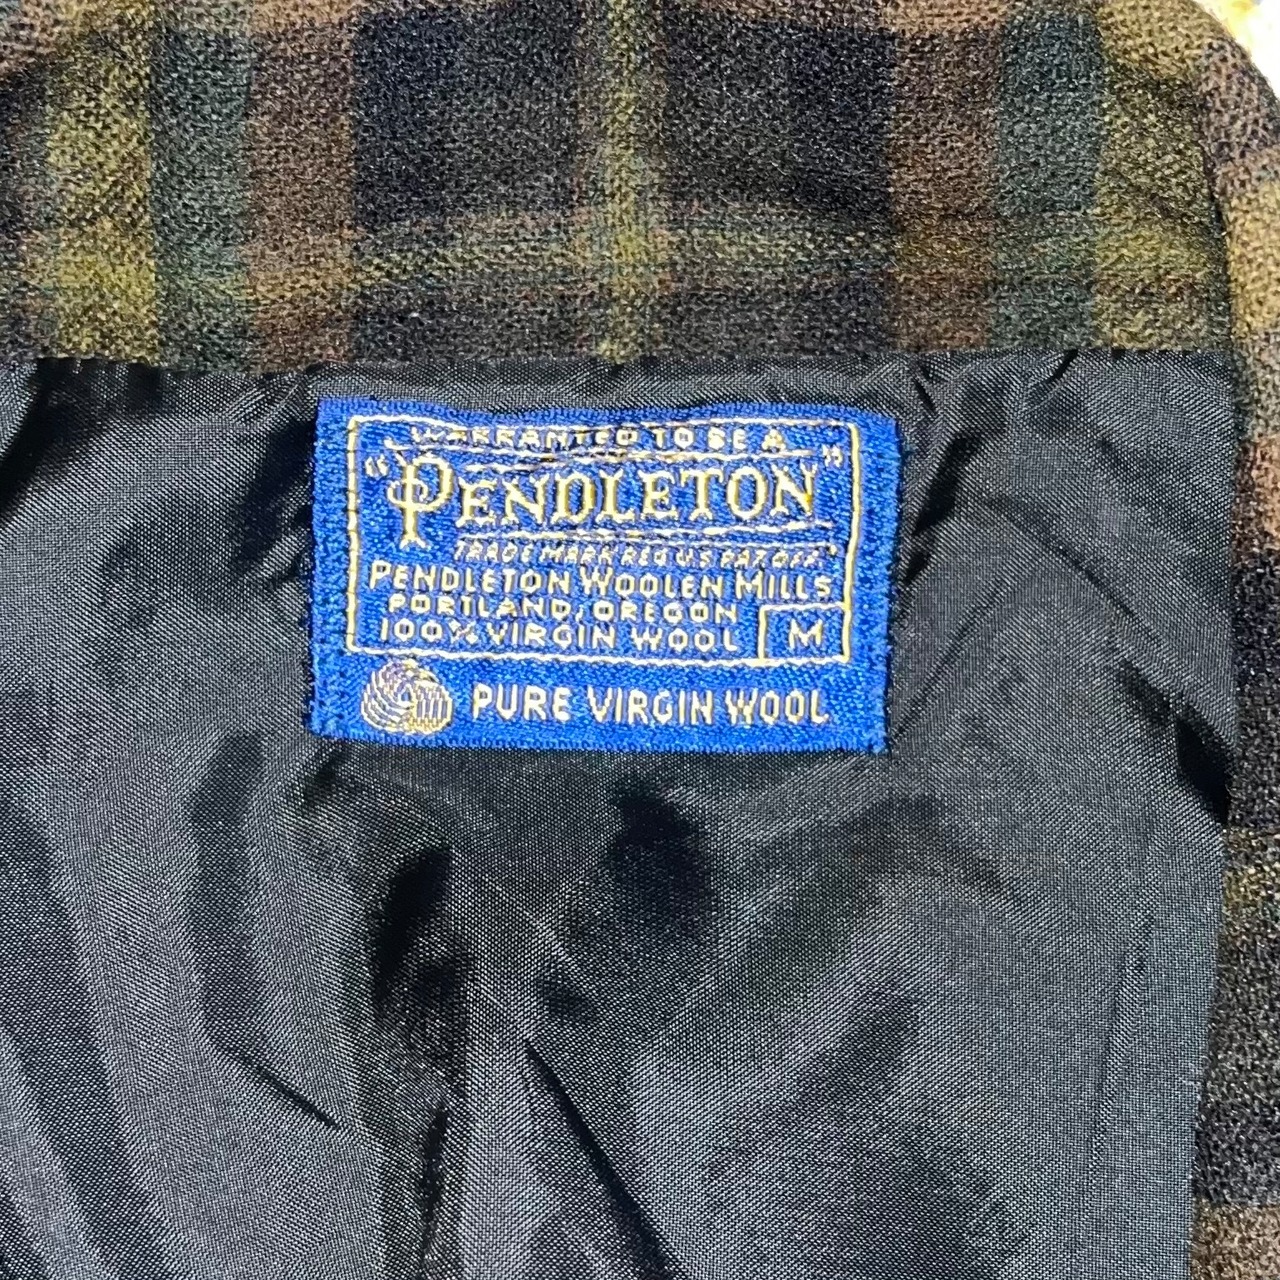 WARRANTED TO BE A
"PENDLETON"
TRADE MARK REG U.S. PAT. OFF.
PENDLETON WOOLEN MILLS
PORTLAND, OREGON
100% VIRGIN WOOL M
PURE VIRGIN WOOL